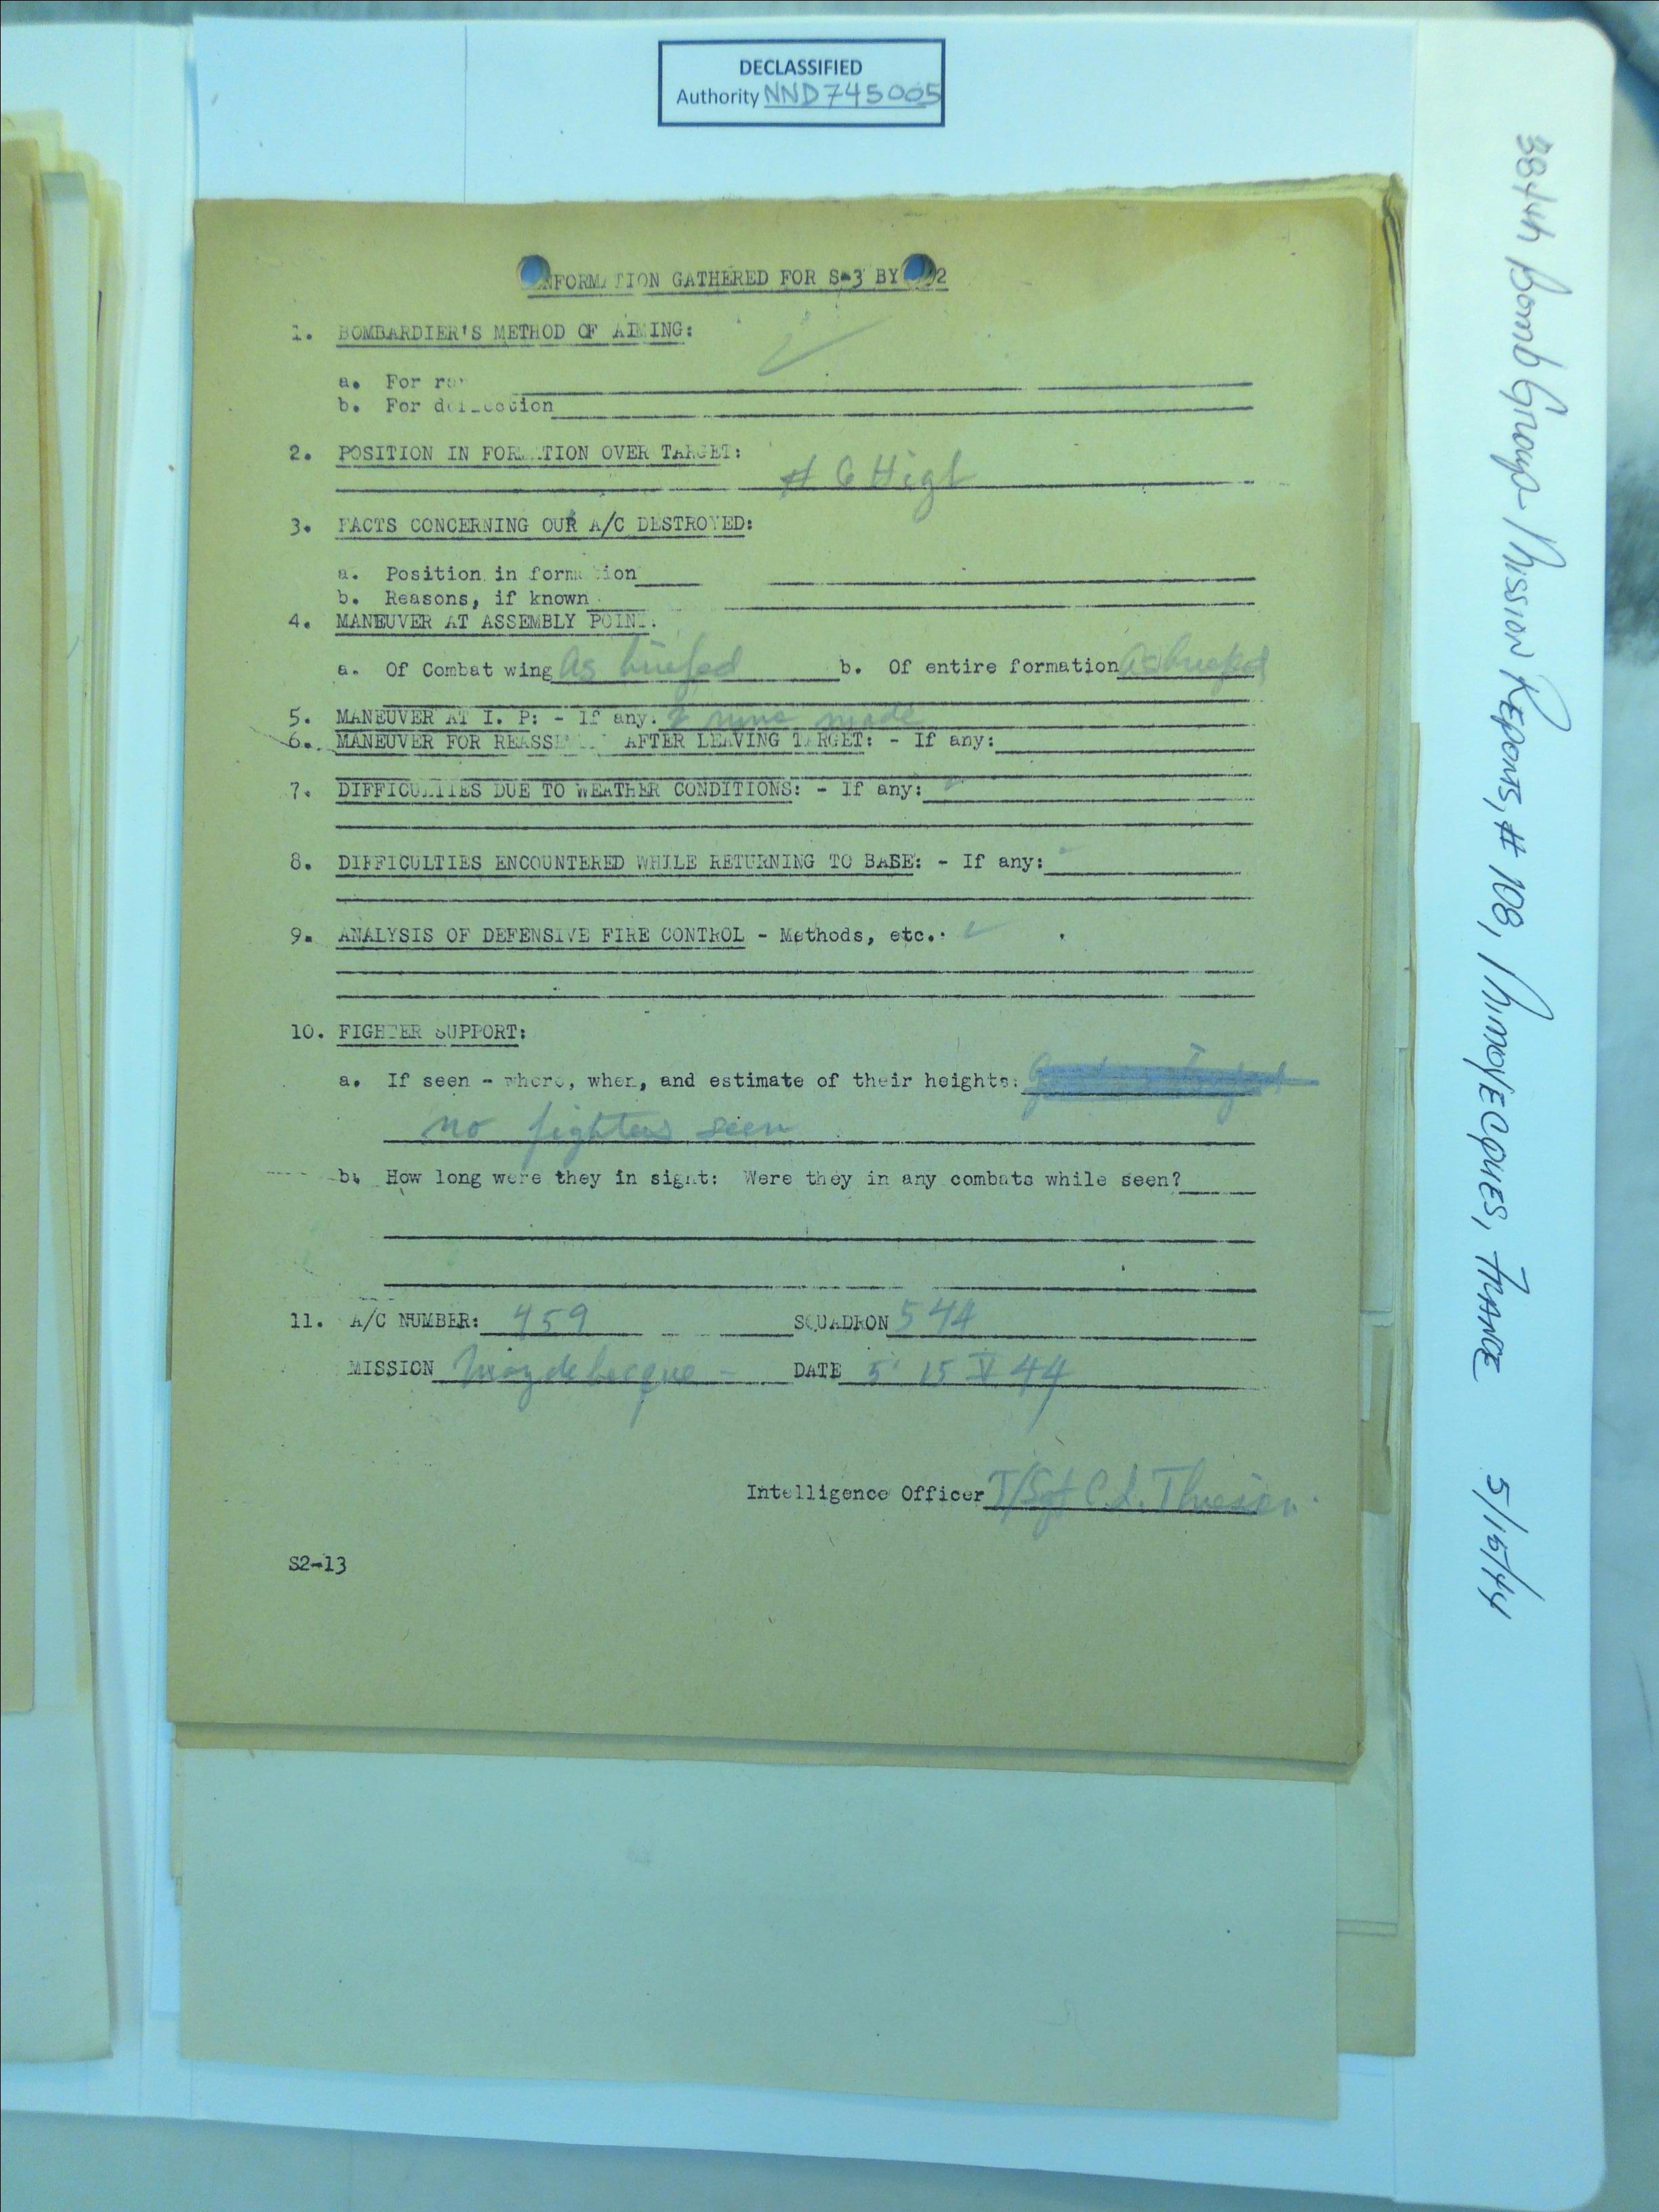 DECLASSIFIED
Authority NND745005
INFORMATION GATHERED FOR S-3 BY S-2
1. BOMBARDIER'S METHOD OF AIMING:
a. For
b. For deflection
2. POSITION IN FORMATION OVER TARGET:
# 6 High
3. FACTS CONCERNING OUR A/C DESTROYED:
a. Position in formation
b. Reasons, if known
4. MANEUVER AT ASSEMBLY POINT.
a. Of Combat wing As briefed b. Of entire formation As briefed
5. MANEUVER AT I. P: - If any. 2 runs made
6. MANEUVER FOR REASSEMBLY AFTER LEAVING TARGET: - If any:
7. DIFFICULTIES DUE TO WEATHER CONDITIONS: - If any:
8. DIFFICULTIES ENCOUNTERED WHILE RETURNING TO BASE: - If any:
9. ANALYSIS OF DEFENSIVE FIRE CONTROL - Methods, etc.
10. FIGHTER SUPPORT:
a. If seen - where, when, and estimate of their heights:
no fighters seen
b. How long were they in sight: Were they in any combats while seen?
11. A/C NUMBER: 459 SQUADRON 544
MISSION DATE 15 V 44
Intelligence Officer T/Sgt C.L.
S2-13
384th Bomb Group - Mission Reports, # 108, Mimoyecques, France 5/15/44